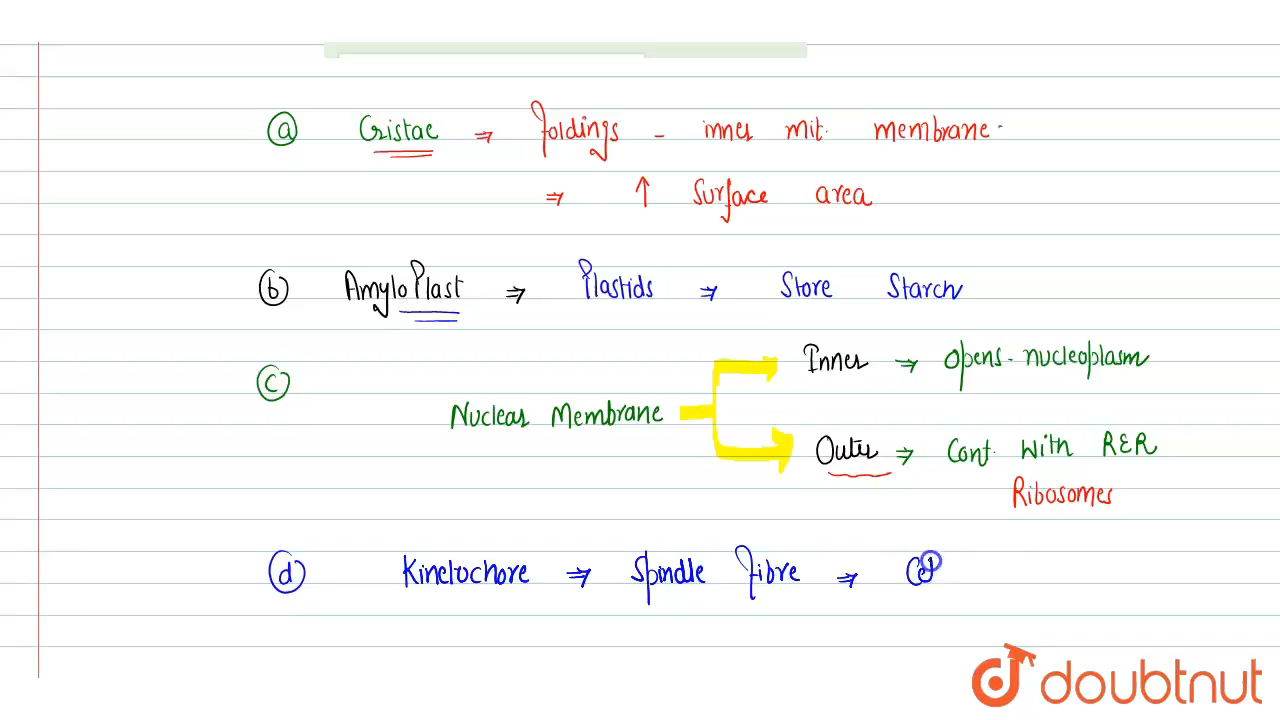 (a) Cristae ⇒ Foldings - inner mit. membrane.
⇒ ↑ Surface area
(b) AmyloPlast ⇒ Plastids ⇒ Store Starch
Inner ⇒ Opens. nucleoplasm
(c)
Nuclear Membrane
Outer ⇒ Cont. With RER
Ribosomes
(d) Kinetochore ⇒ Spindle Fibre ⇒ Cel
doubtnut